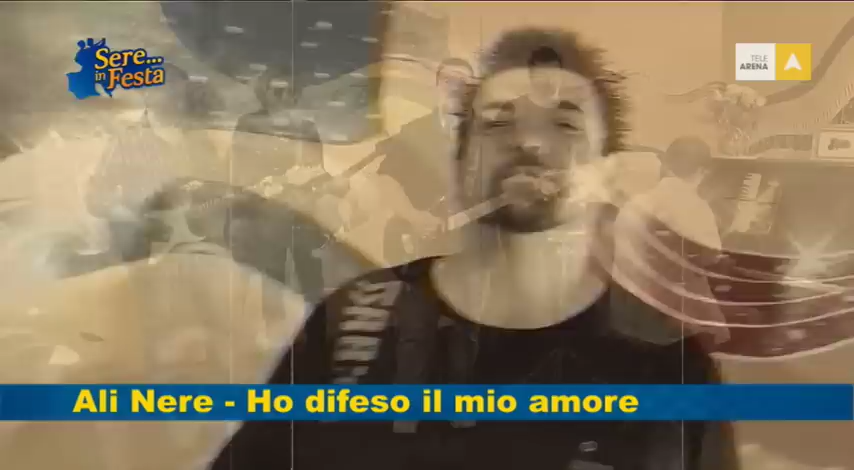 Sere...
in Festa
TELE
ARENA
Ali Nere - Ho difeso il mio amore